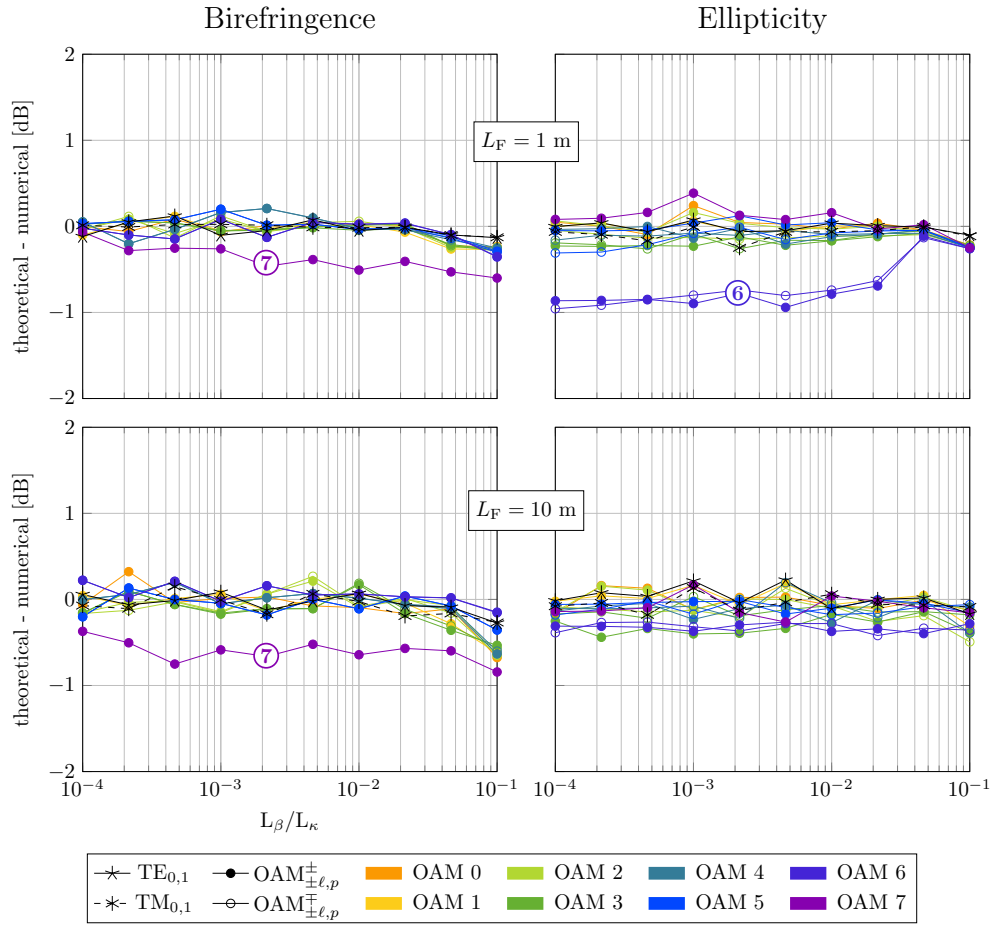 Birefringence Ellipticity
theoretical - numerical [dB]
2
1
0
−1
−2
L_F = 1 m
7
6
theoretical - numerical [dB]
2
1
0
−1
−2
L_F = 10 m
7
10^−4 10^−3 10^−2 10^−1 10^−4 10^−3 10^−2 10^−1
L_β/L_κ
TE_0,1 OAM^±_±ℓ,p OAM 0 OAM 2 OAM 4 OAM 6
TM_0,1 OAM^∓_±ℓ,p OAM 1 OAM 3 OAM 5 OAM 7